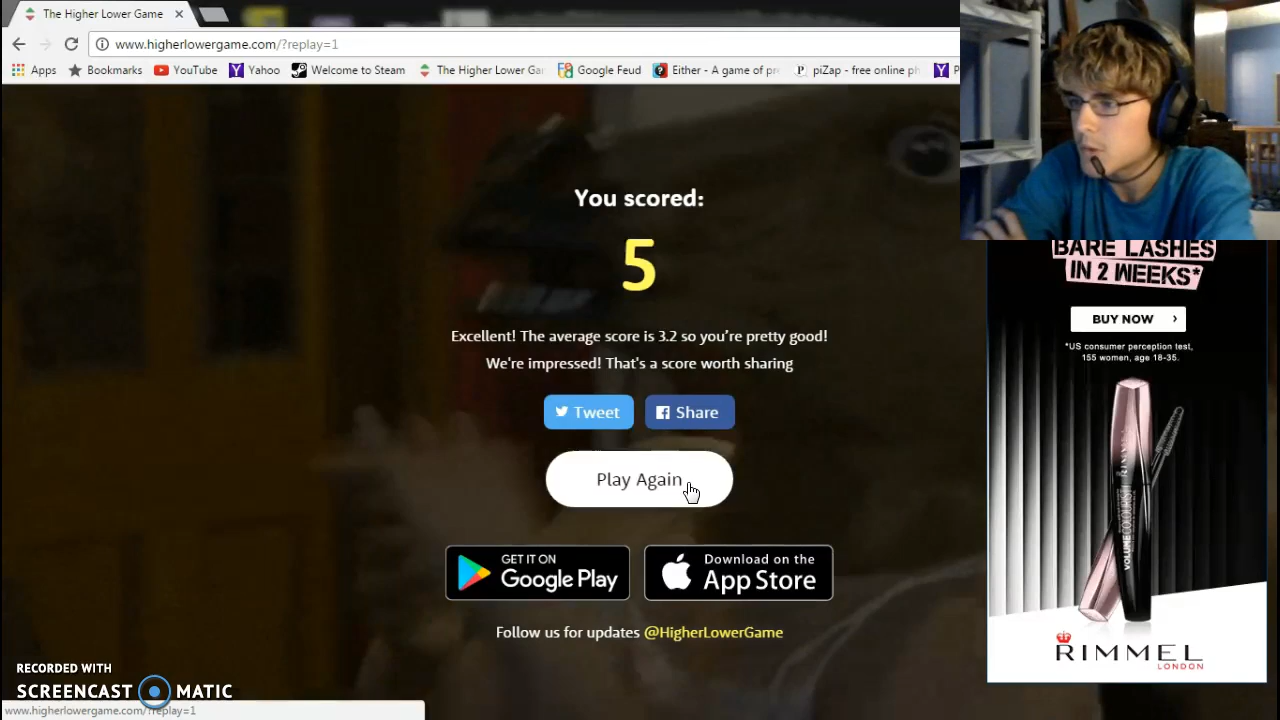 The Higher Lower Game
www.higherlowergame.com/?replay=1
Apps Bookmarks YouTube Yahoo Welcome to Steam The Higher Lower Ga Google Feud Either - A game of pr piZap - free online ph
You scored:
5
Excellent! The average score is 3.2 so you're pretty good!
We're impressed! That's a score worth sharing
Tweet Share
Play Again
GET IT ON
Google Play
Download on the
App Store
Follow us for updates @HigherLowerGame
BARE LASHES
IN 2 WEEKS*
BUY NOW
*US consumer perception test,
155 women, age 18-35.
RIMMEL
VOLUME COLOURIST
RIMMEL
LONDON
RECORDED WITH
SCREENCAST MATIC
www.higherlowergame.com/?replay=1